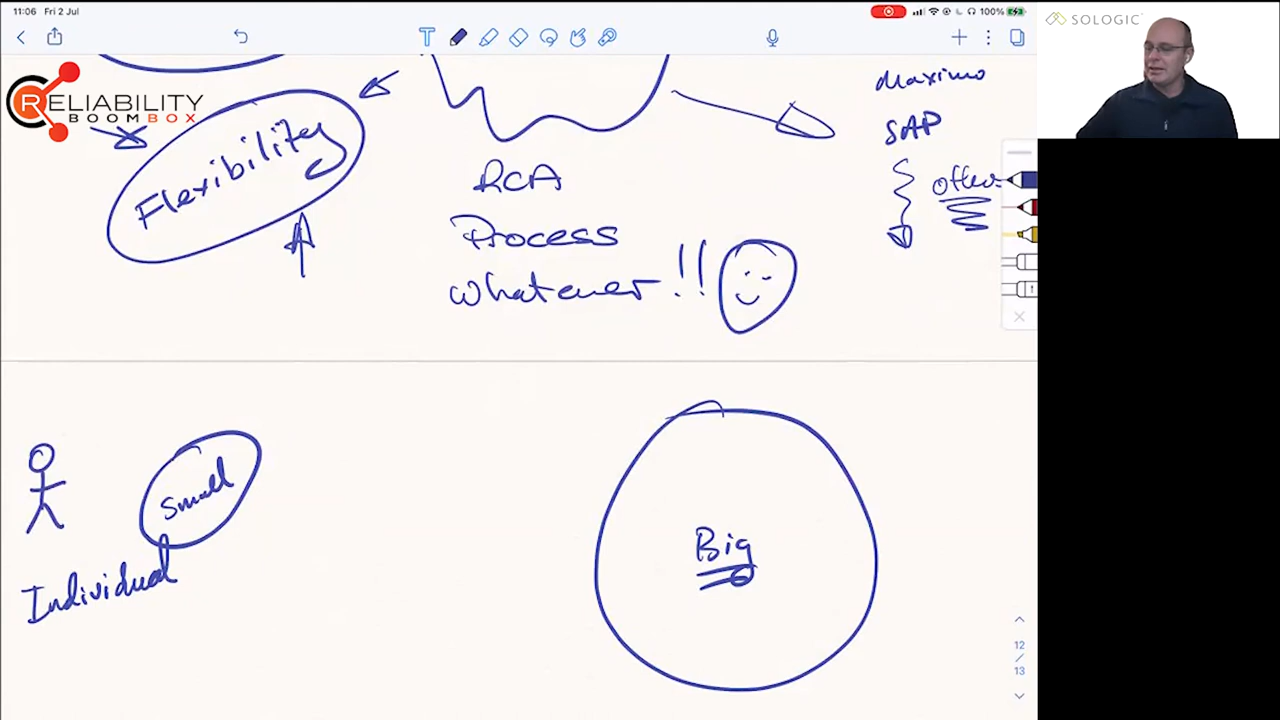 11:06 Fri 2 Jul
100%
T
SOLOGIC
Maximo
RELIABILITY
BOOMBOX
Flexibility
SAP
others
RCA
Process
Whatever !!
Small
Individual
Big
12
/
13